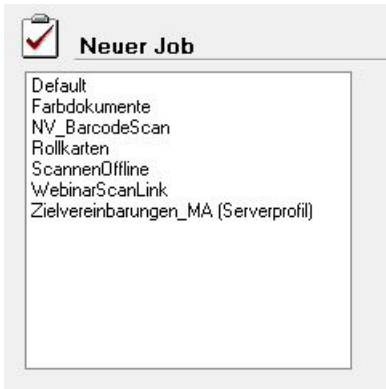 Neuer Job
Default
Farbdokumente
NV_BarcodeScan
Rollkarten
ScannenOffline
WebinarScanLink
Zielvereinbarungen_MA (Serverprofil)